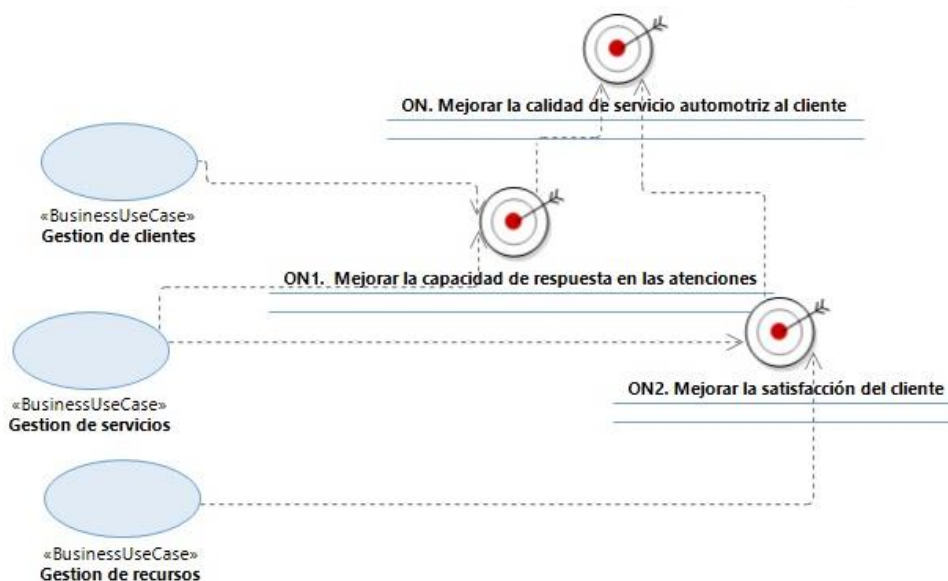 ON. Mejorar la calidad de servicio automotriz al cliente
«BusinessUseCase»
Gestion de clientes
ON1. Mejorar la capacidad de respuesta en las atenciones
«BusinessUseCase»
Gestion de servicios
ON2. Mejorar la satisfacción del cliente
«BusinessUseCase»
Gestion de recursos